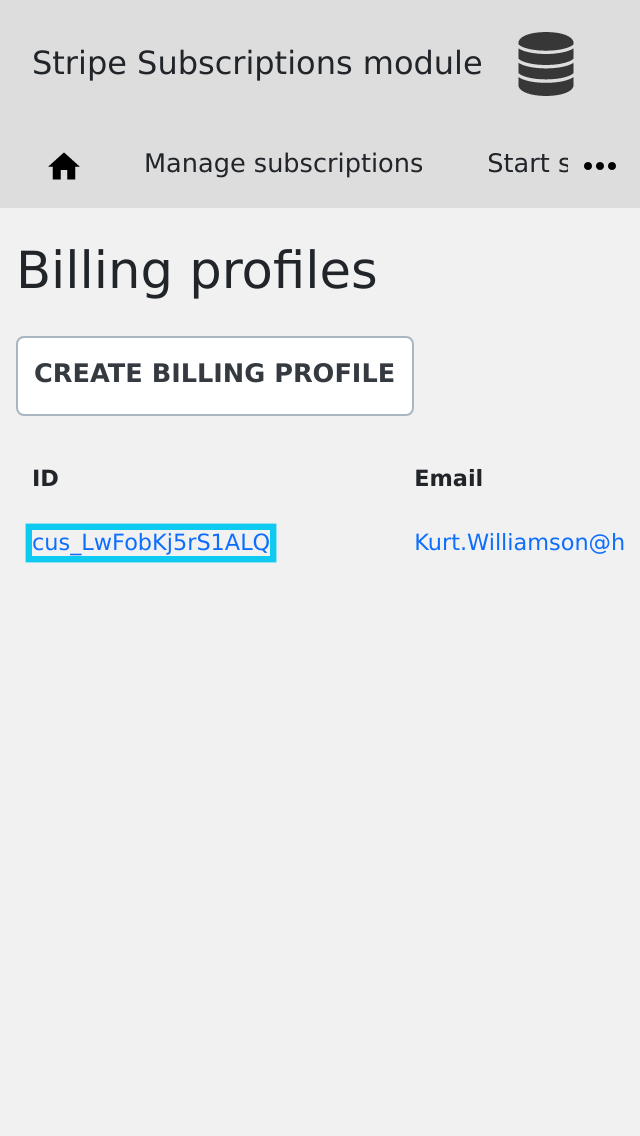 Stripe Subscriptions module
Manage subscriptions Start s
Billing profiles
CREATE BILLING PROFILE
ID Email
cus_LwFobKj5rS1ALQ Kurt.Williamson@h